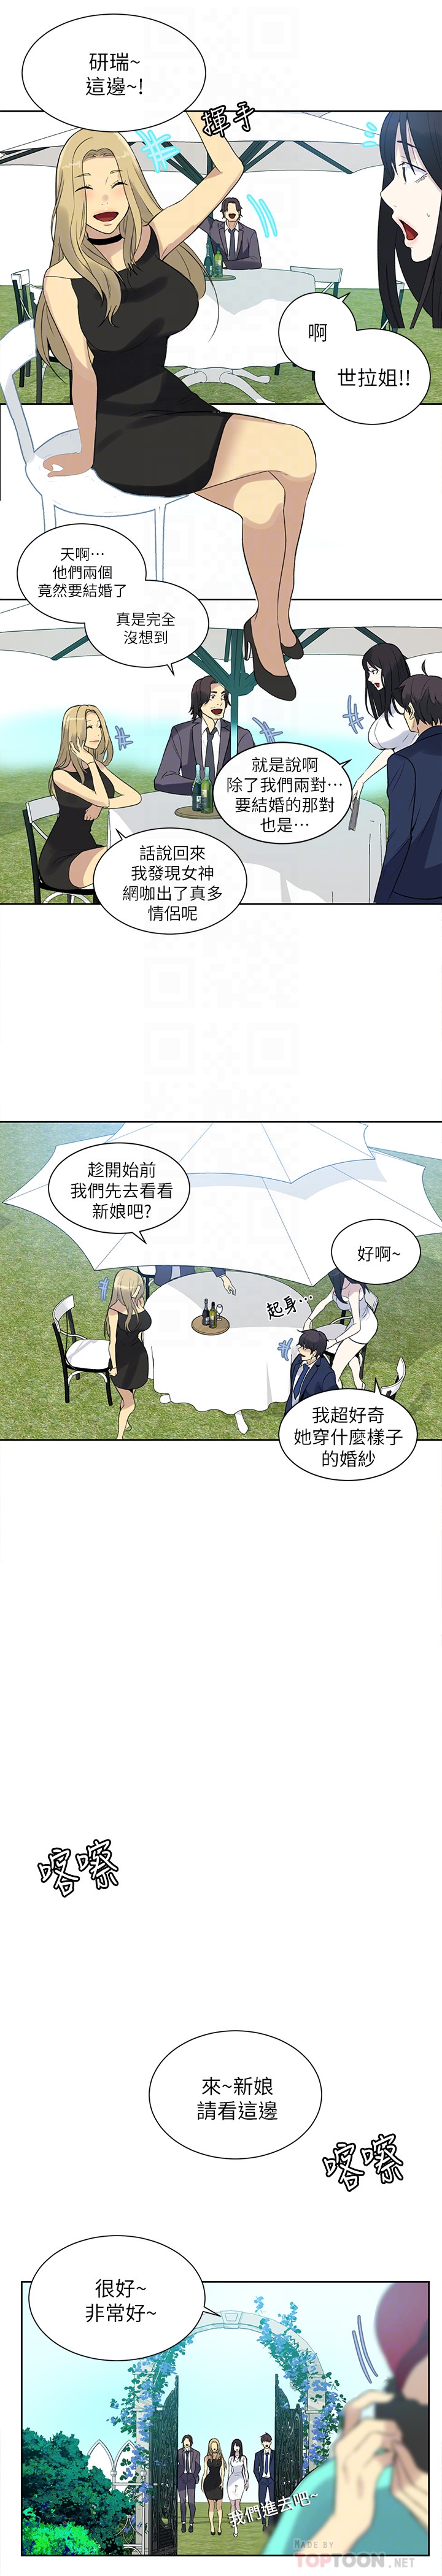 研瑞~
這邊~!
揮手
啊
世拉姐!!
天啊…
他們兩個
竟然要結婚了
真是完全
沒想到
就是說啊
除了我們兩對…
要結婚的那對
也是…
話說回來
我發現女神
網咖出了真多
情侶呢
趁開始前
我們先去看看
新娘吧?
好啊~
起身…
我超好奇
她穿什麼樣子
的婚紗
喀嚓
來~新娘
請看這邊
喀嚓
很好~
非常好~
我們進去吧~
MADE BY
TOPTOON.NET